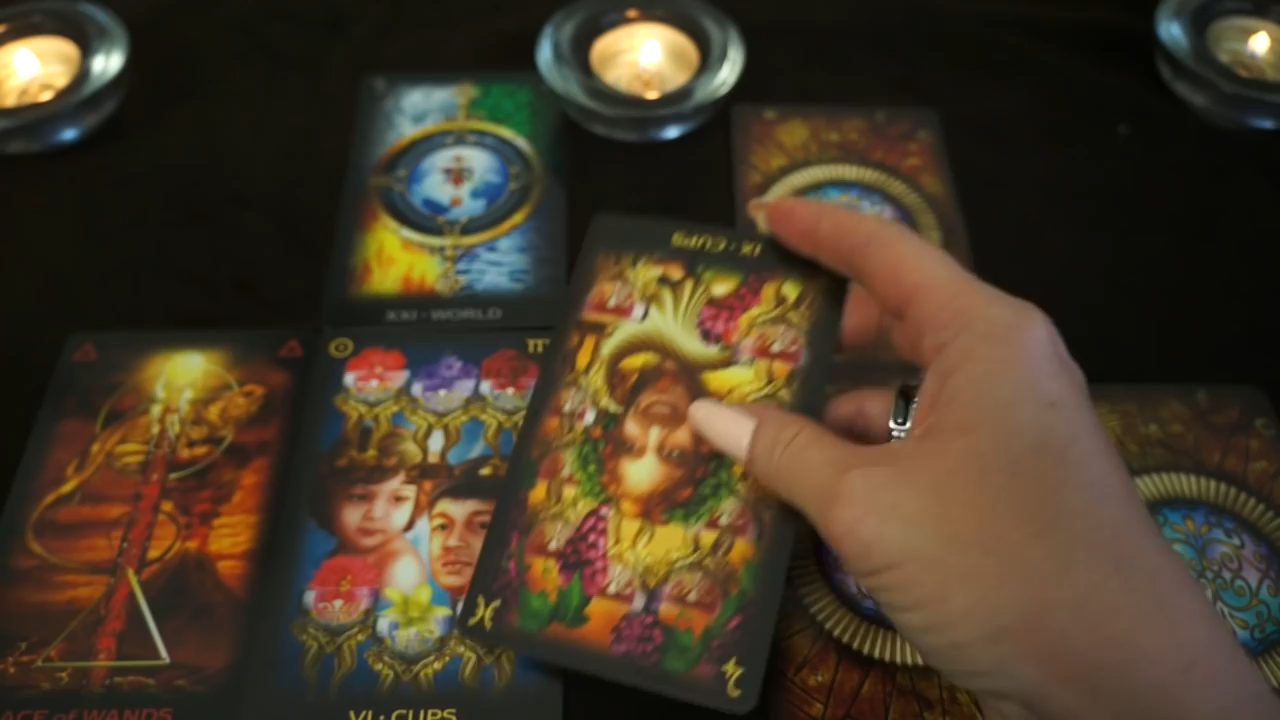 IX · CUPS
XXI · WORLD
ACE of WANDS
VI · CUPS